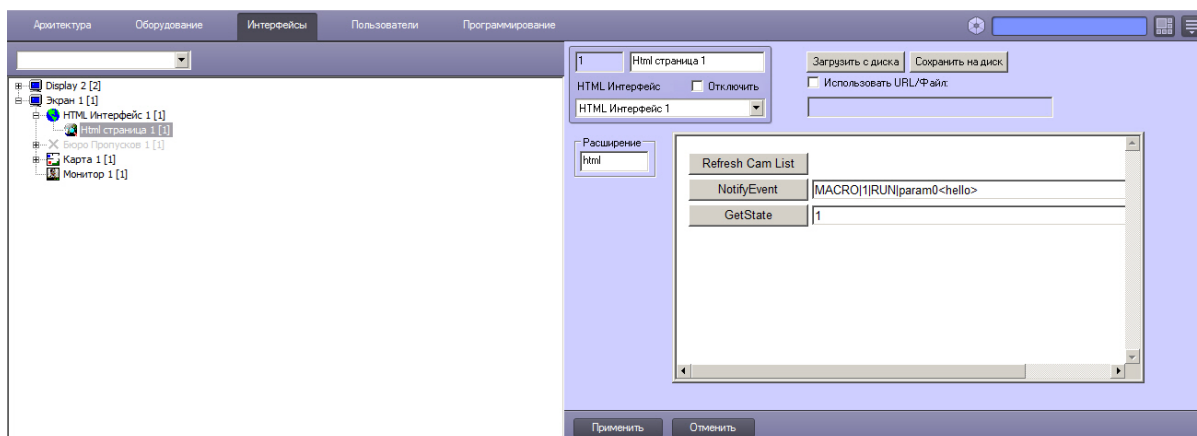 Архитектура Оборудование Интерфейсы Пользователи Программирование
Display 2 [2]
Экран 1 [1]
HTML Интерфейс 1 [1]
Html страница 1 [1]
Бюро Пропусков 1 [1]
Карта 1 [1]
Монитор 1 [1]
1 Html страница 1
HTML Интерфейс Отключить
HTML Интерфейс 1
Загрузить с диска Сохранить на диск
Использовать URL/Файл:
Расширение
html
Refresh Cam List
NotifyEvent MACRO|1|RUN|param0<hello>
GetState 1
Применить Отменить